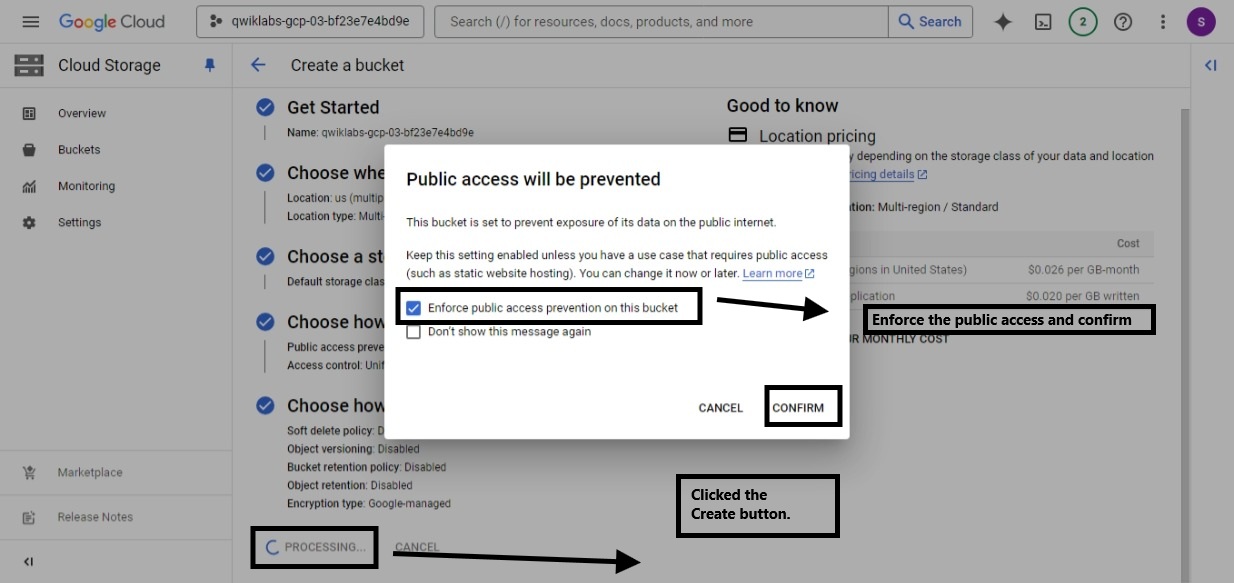 Google Cloud
qwiklabs-gcp-03-bf23e7e4bd9e
Search (/) for resources, docs, products, and more
Search
2
S
Cloud Storage
Create a bucket
Overview
Buckets
Monitoring
Settings
Marketplace
Release Notes
Get Started
Name: qwiklabs-gcp-03-bf23e7e4bd9e
Choose whe
Location: us (multip
Location type: Multi-
Choose a st
Default storage clas
Choose how
Public access preve
Access control: Unif
Choose how
Soft delete policy: D
Object versioning: Disabled
Bucket retention policy: Disabled
Object retention: Disabled
Encryption type: Google-managed
PROCESSING...
CANCEL
Good to know
Location pricing
y depending on the storage class of your data and location
ricing details
tion: Multi-region / Standard
Cost
gions in United States) $0.026 per GB-month
plication $0.020 per GB written
R MONTHLY COST
Public access will be prevented
This bucket is set to prevent exposure of its data on the public internet.
Keep this setting enabled unless you have a use case that requires public access
(such as static website hosting). You can change it now or later. Learn more
Enforce public access prevention on this bucket
Don't show this message again
CANCEL
CONFIRM
Enforce the public access and confirm
Clicked the
Create button.